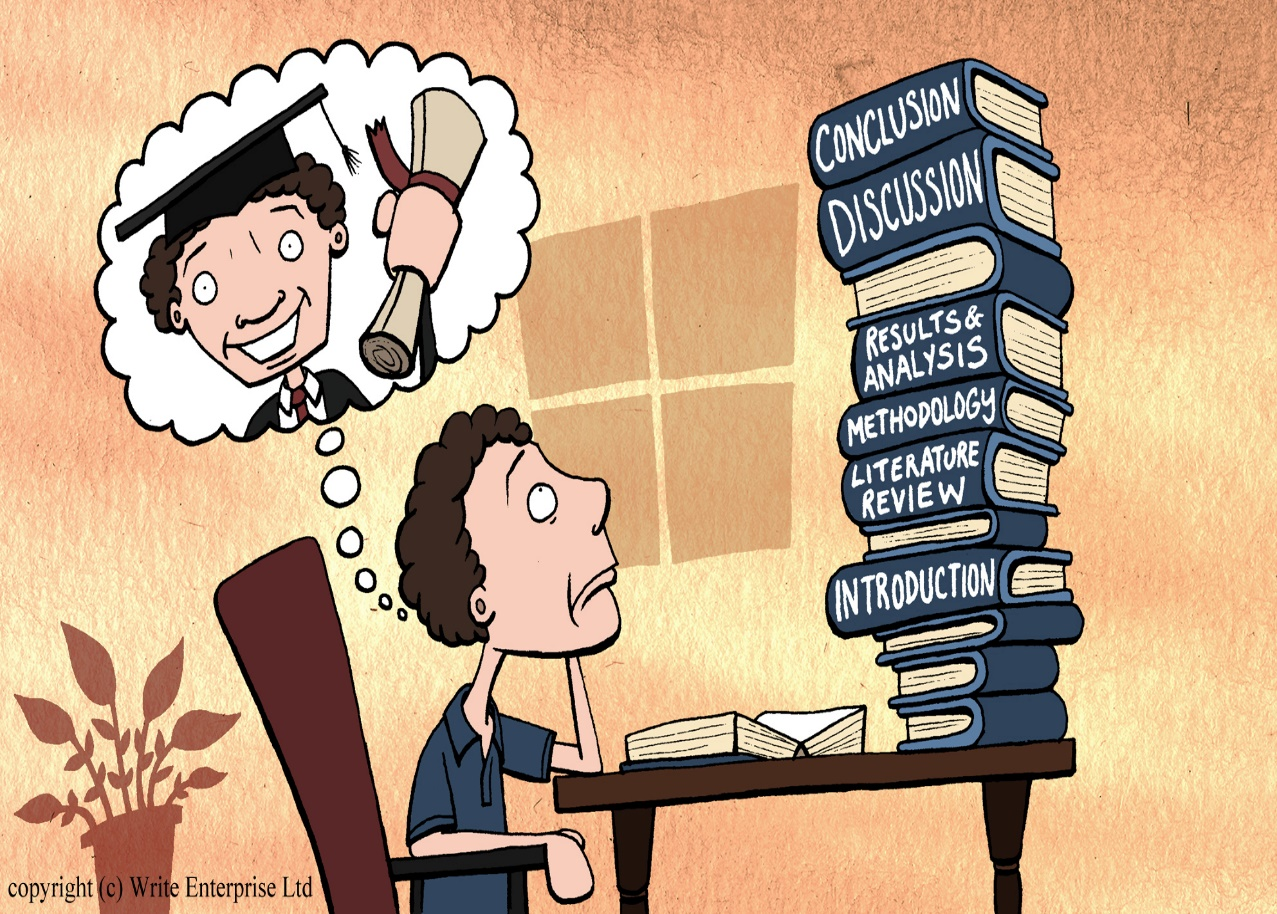 CONCLUSION
DISCUSSION
RESULTS &
ANALYSIS
METHODOLOGY
LITERATURE
REVIEW
INTRODUCTION
copyright (c) Write Enterprise Ltd